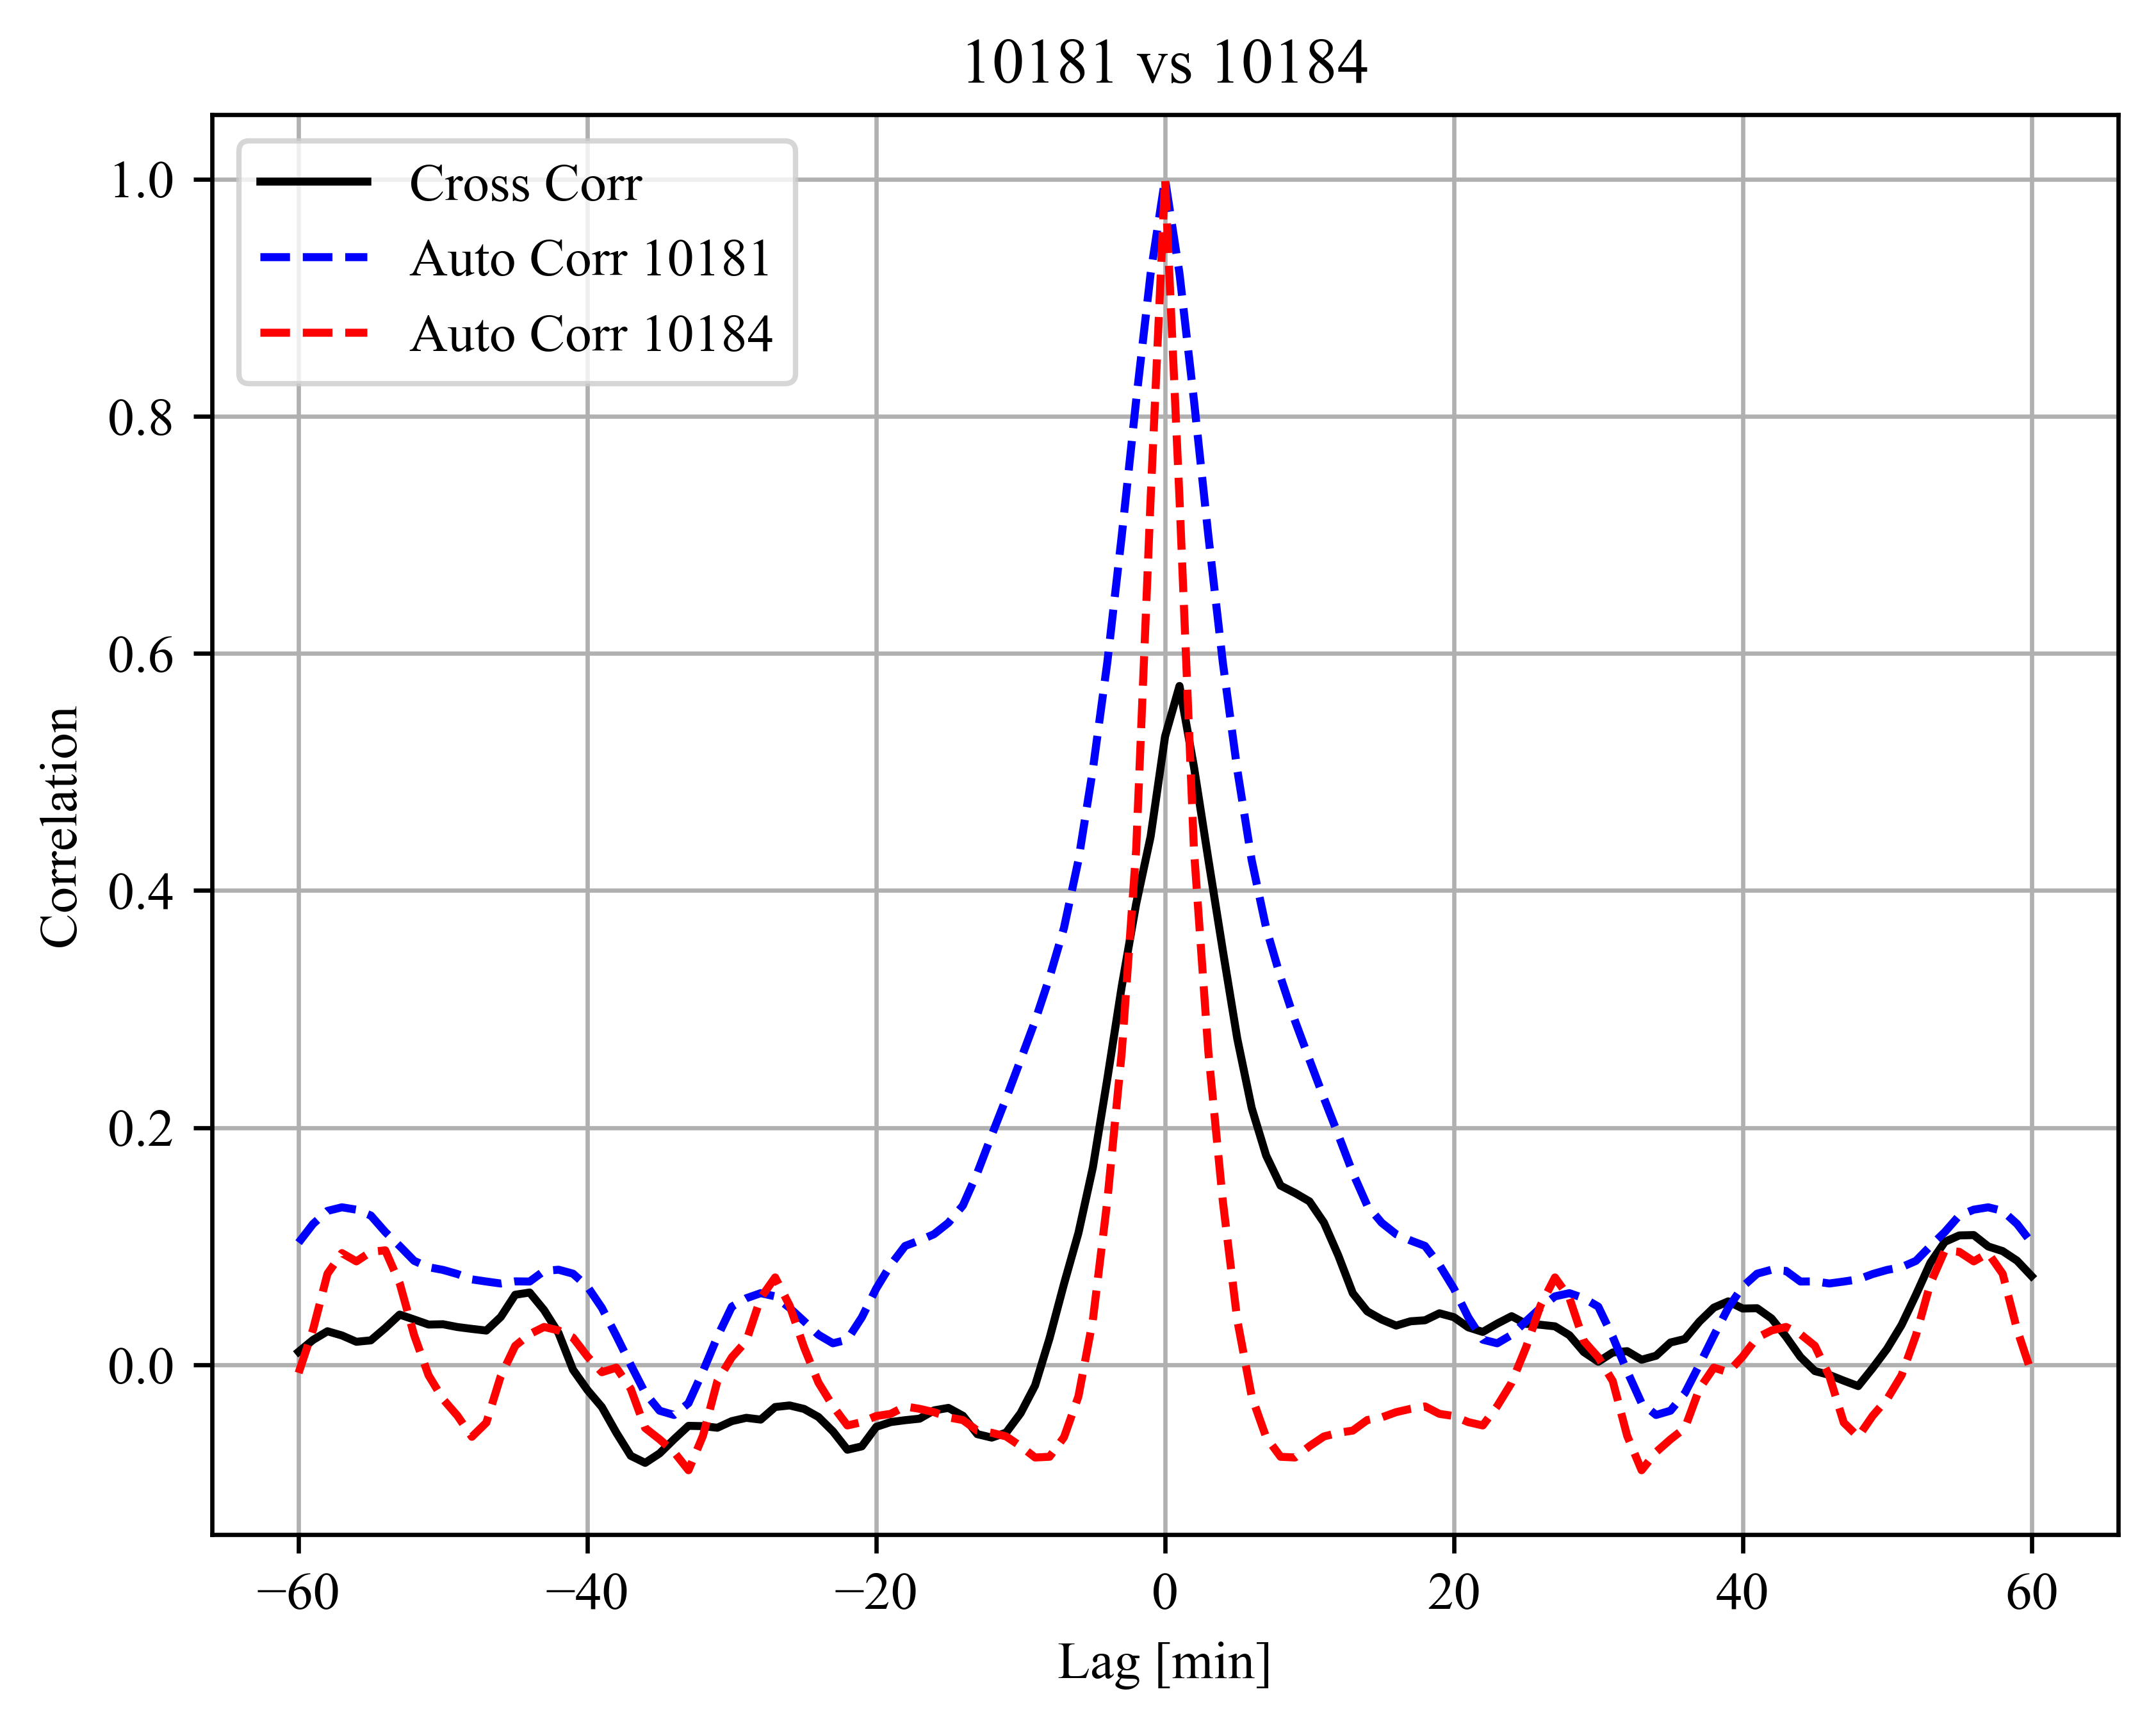 10181 vs 10184
Cross Corr
Auto Corr 10181
Auto Corr 10184
1.0
0.8
0.6
0.4
0.2
0.0
Correlation
−60 −40 −20 0 20 40 60
Lag [min]